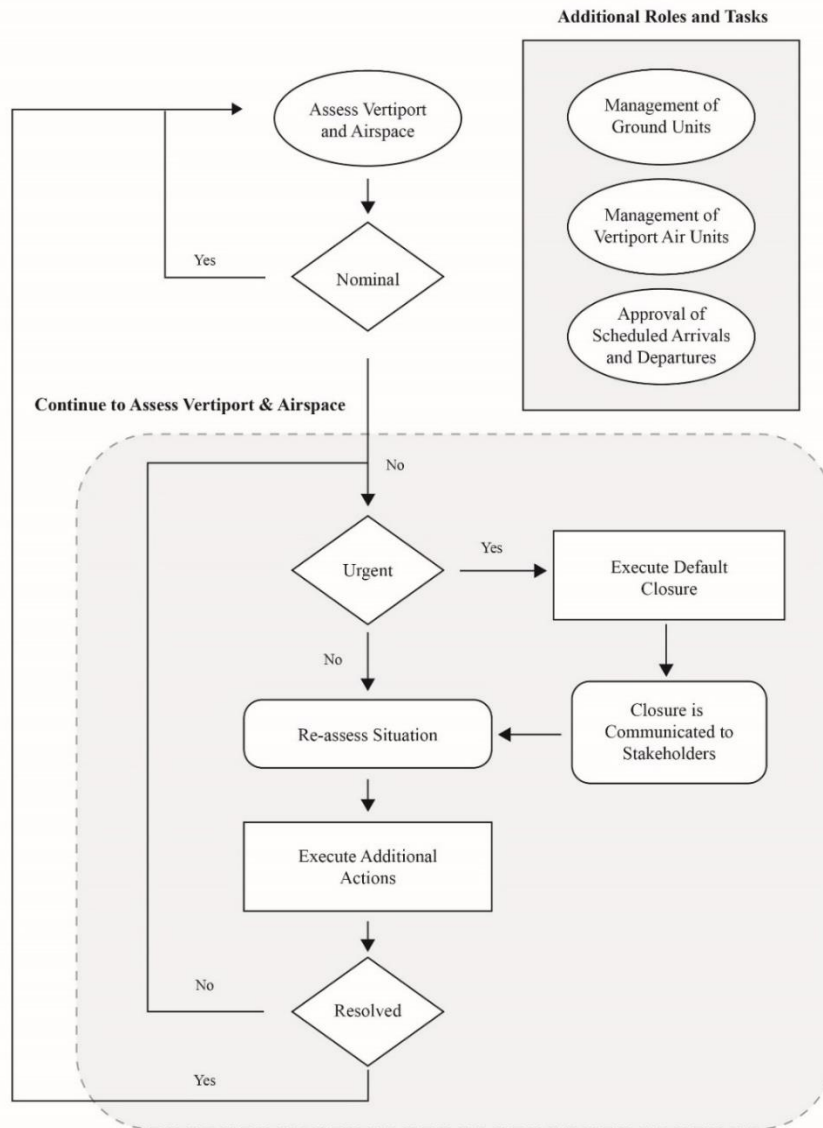 Additional Roles and Tasks
Assess Vertiport
and Airspace
Management of
Ground Units
Management of
Vertiport Air Units
Yes
Nominal
Approval of
Scheduled Arrivals
and Departures
Continue to Assess Vertiport & Airspace
No
Urgent
Yes
Execute Default
Closure
No
Re-assess Situation
Closure is
Communicated to
Stakeholders
Execute Additional
Actions
No
Resolved
Yes